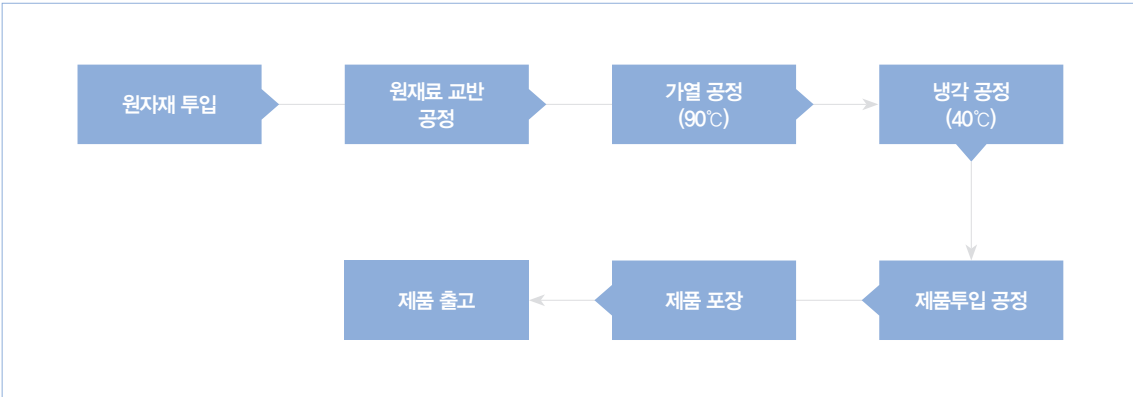 원자재 투입
원재료 교반
공정
가열 공정
(90℃)
냉각 공정
(40℃)
제품투입 공정
제품 포장
제품 출고